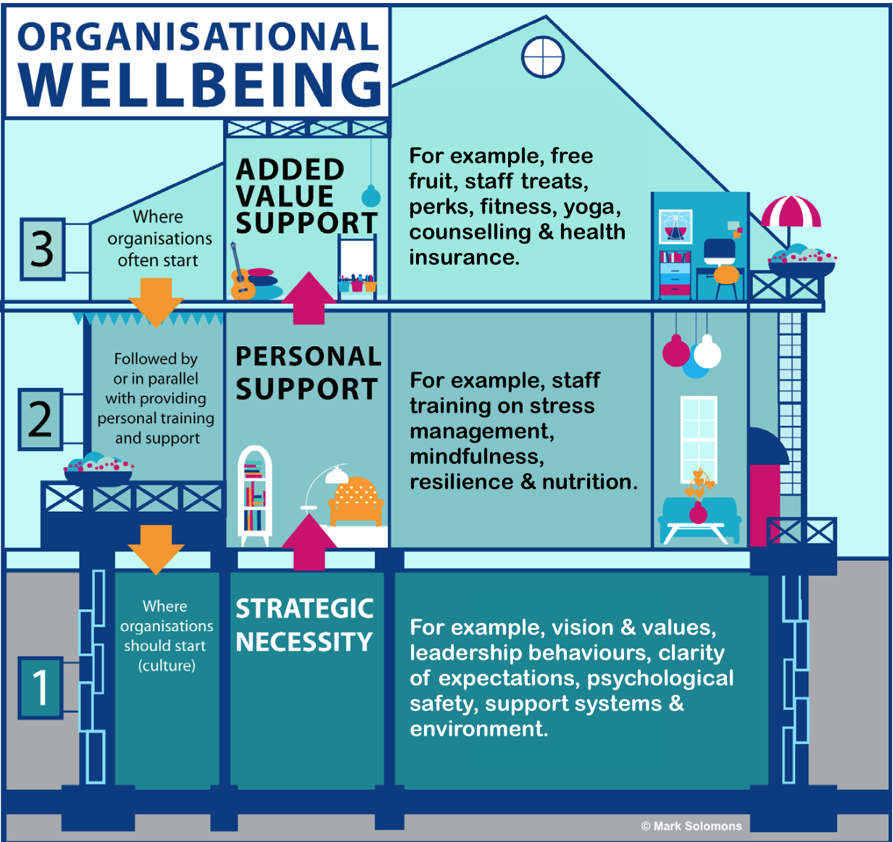 ORGANISATIONAL
WELLBEING
3
Where
organisations
often start
ADDED
VALUE
SUPPORT
For example, free
fruit, staff treats,
perks, fitness, yoga,
counselling & health
insurance.
2
Followed by
or in parallel
with providing
personal training
and support
PERSONAL
SUPPORT
For example, staff
training on stress
management,
mindfulness,
resilience & nutrition.
1
Where
organisations
should start
(culture)
STRATEGIC
NECESSITY
For example, vision & values,
leadership behaviours, clarity
of expectations, psychological
safety, support systems &
environment.
© Mark Solomons